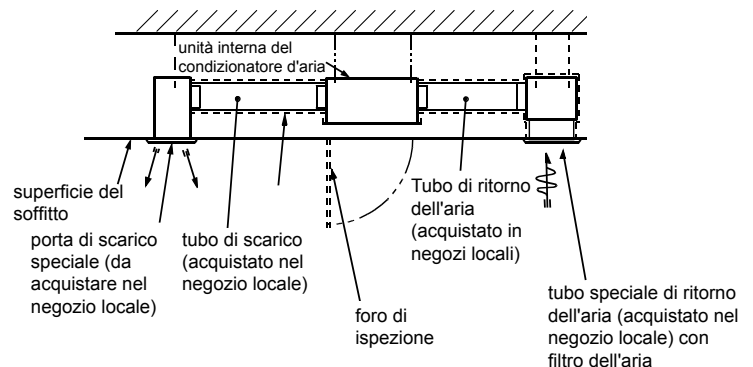 unità interna del
condizionatore d'aria
superficie del
soffitto
porta di scarico
speciale (da
acquistare nel
negozio locale)
tubo di scarico
(acquistato nel
negozio locale)
foro di
ispezione
Tubo di ritorno
dell'aria
(acquistato in
negozi locali)
tubo speciale di ritorno
dell'aria (acquistato nel
negozio locale) con
filtro dell'aria